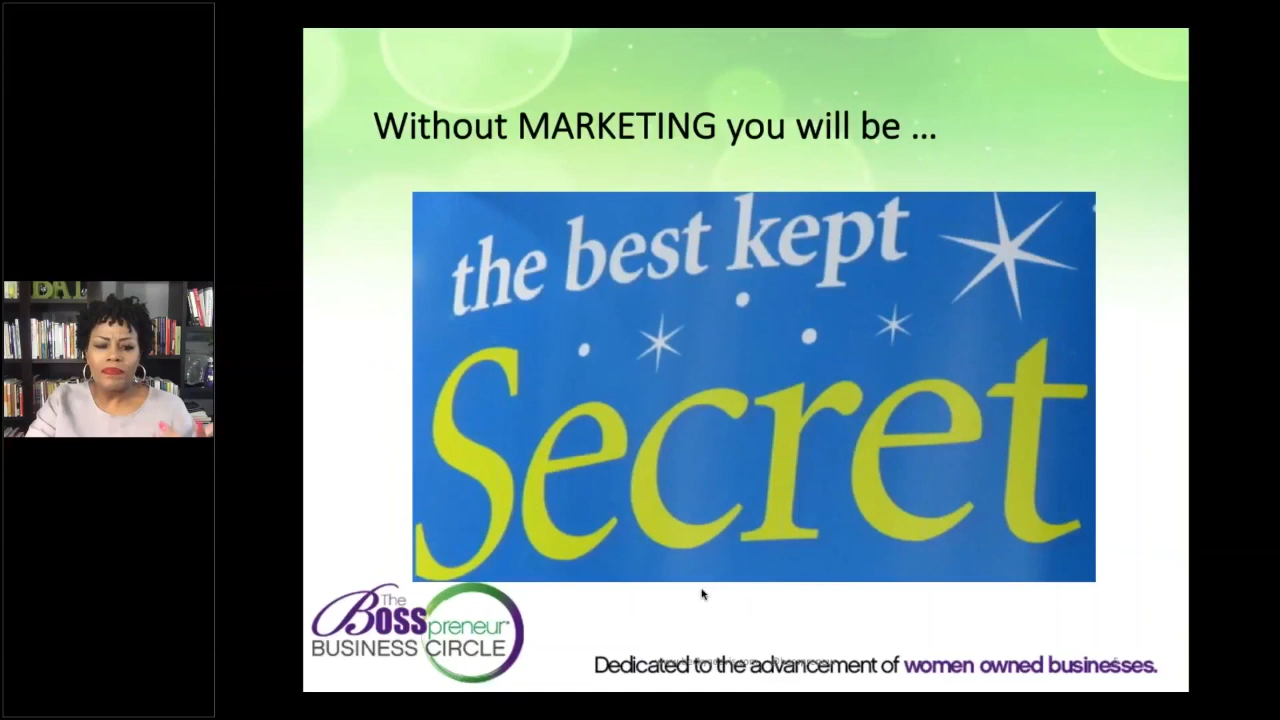 Without MARKETING you will be ...
the best kept
Secret
The
BOSSpreneur
BUSINESS CIRCLE
Dedicated to the advancement of women owned businesses.